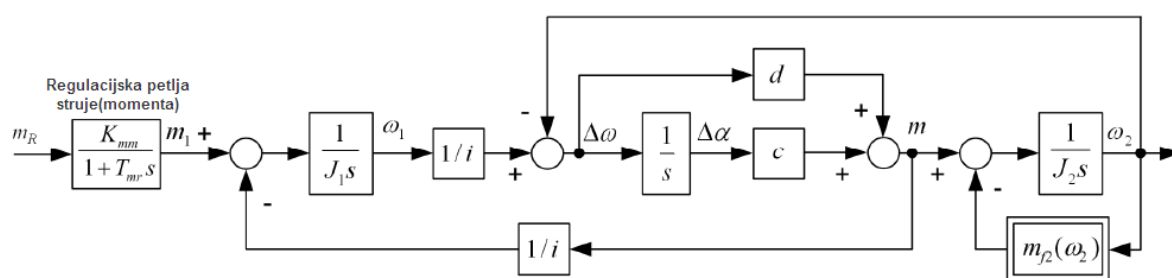 Regulacijska petlja
struje(momenta)
m_R
K_mm
1+T_mr s
m_1 +
-
1
J_1 s
ω_1
1/i
+
-
Δω
1
s
Δα
c
d
+
+
m
+
-
1
J_2 s
ω_2
1/i
m_f2(ω_2)